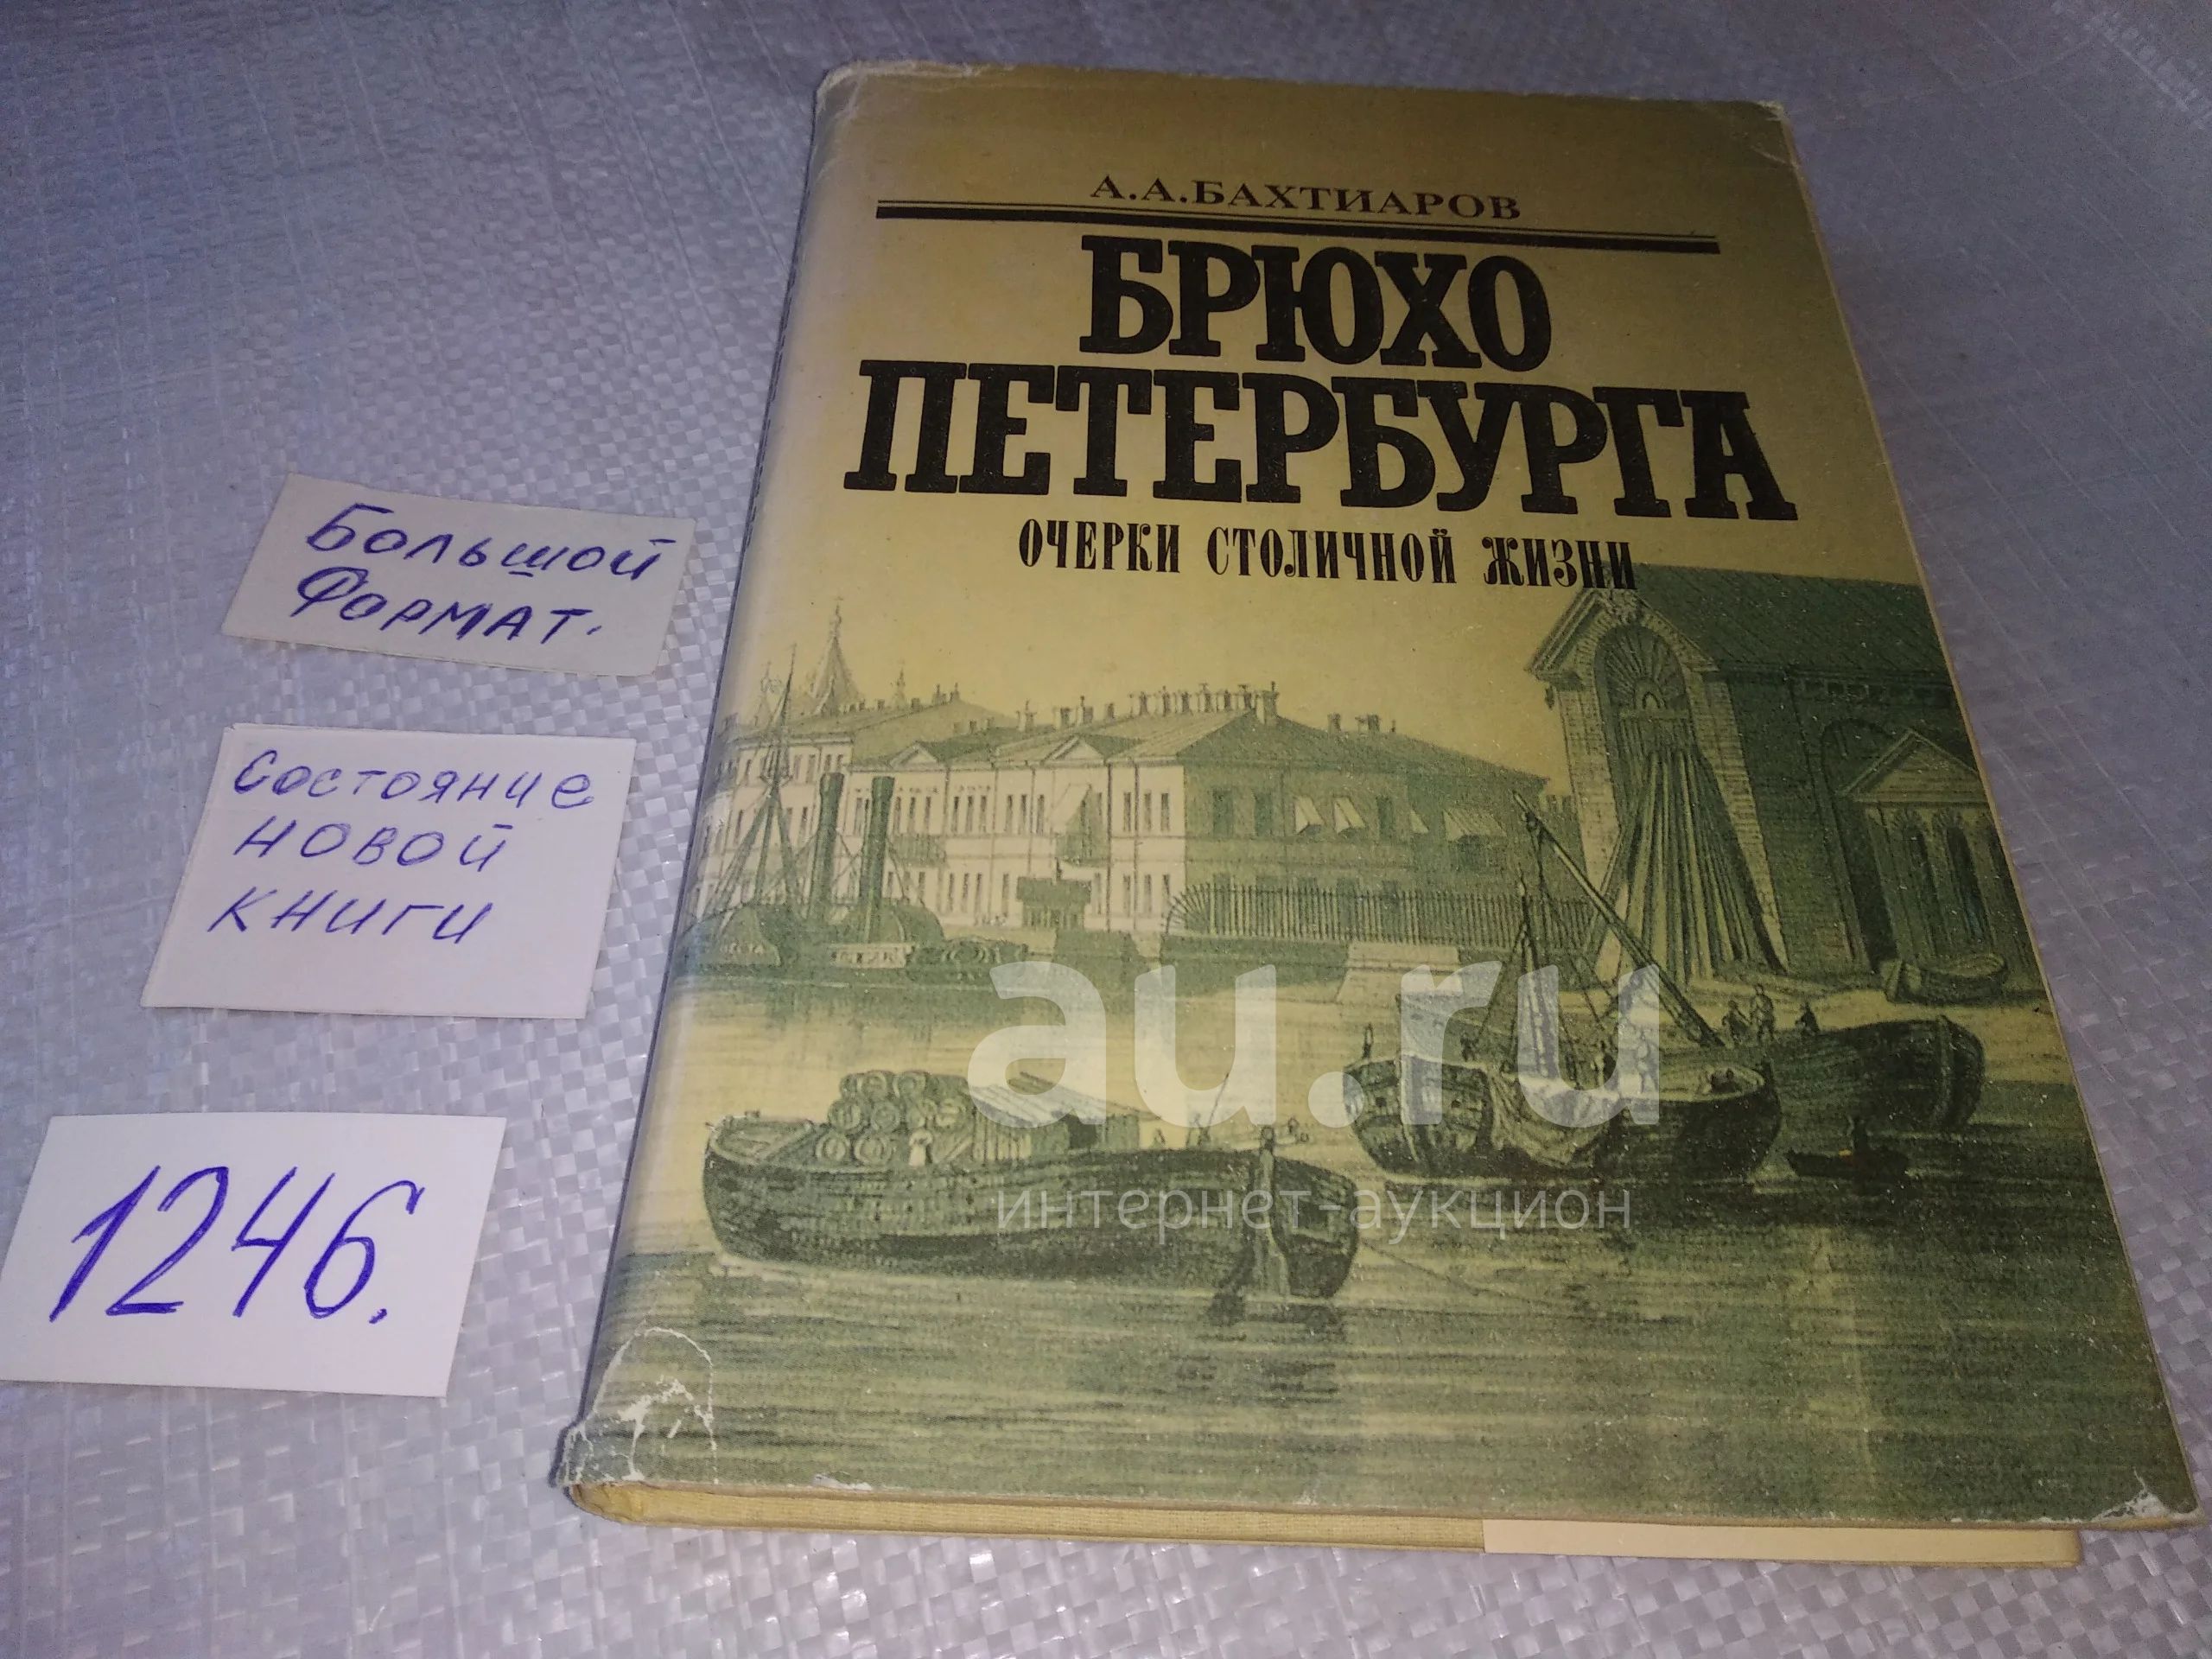 А.А.БАХТИАРОВ
БРЮХО
ПЕТЕРБУРГА
ОЧЕРКИ СТОЛИЧНОЙ ЖИЗНИ
Большой
Формат.
Состояние
новой
книги
1246.
au.ru
интернет-аукцион